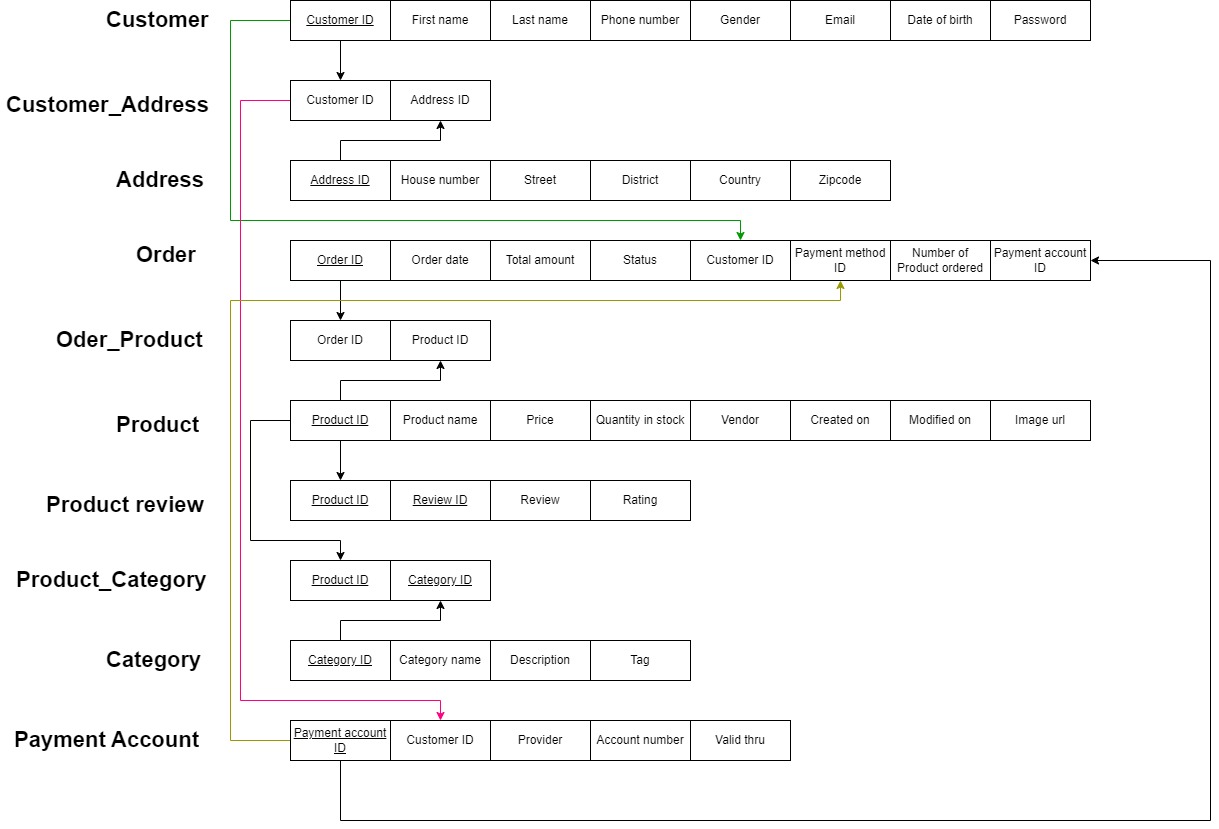 Customer
Customer ID
First name
Last name
Phone number
Gender
Email
Date of birth
Password
Customer_Address
Customer ID
Address ID
Address
Address ID
House number
Street
District
Country
Zipcode
Order
Order ID
Order date
Total amount
Status
Customer ID
Payment method
ID
Number of
Product ordered
Payment account
ID
Oder_Product
Order ID
Product ID
Product
Product ID
Product name
Price
Quantity in stock
Vendor
Created on
Modified on
Image url
Product review
Product ID
Review ID
Review
Rating
Product_Category
Product ID
Category ID
Category
Category ID
Category name
Description
Tag
Payment Account
Payment account
ID
Customer ID
Provider
Account number
Valid thru